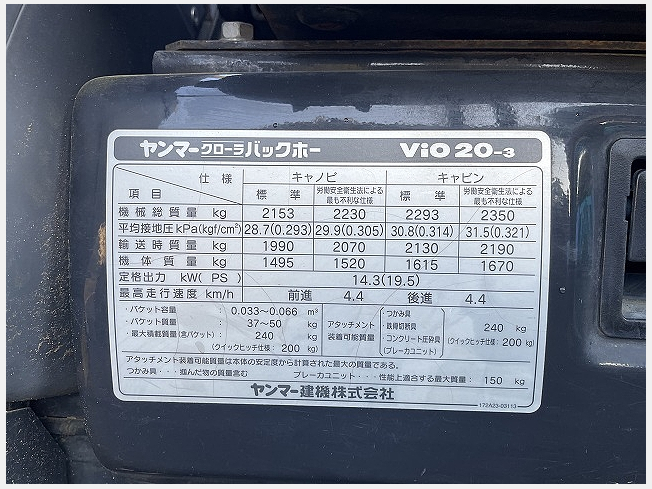 ヤンマークローラバックホー ViO20-3
仕様 キャノピ キャビン
項目 標準 労働安全衛生法による最も不利な仕様 標準 労働安全衛生法による最も不利な仕様
機械総質量 kg 2153 2230 2293 2350
平均接地圧 kPa(kgf/cm²) 28.7(0.293) 29.9(0.305) 30.8(0.314) 31.5(0.321)
輸送時質量 kg 1990 2070 2130 2190
機体質量 kg 1495 1520 1615 1670
定格出力 kW(PS) 14.3(19.5)
最高走行速度 km/h 前進 4.4 後進 4.4
・バケット容量 : 0.033~0.066 m³
・バケット質量 : 37~50 kg
・最大積載質量(含バケット) : 240 kg
(クイックヒッチ仕様: 200 kg)
アタッチメント装着可能質量
つかみ具
・鉄骨切断具
・コンクリート圧砕具
(ブレーカユニット)
240 kg
(クイックヒッチ仕様: 200 kg)
アタッチメント装着可能質量は本体の安定度から計算された最大の質量である。
つかみ具・・・掴んだ物の質量含む ブレーカユニット・・・性能上適合する最大質量: 150 kg
ヤンマー建機株式会社
172A23-03113